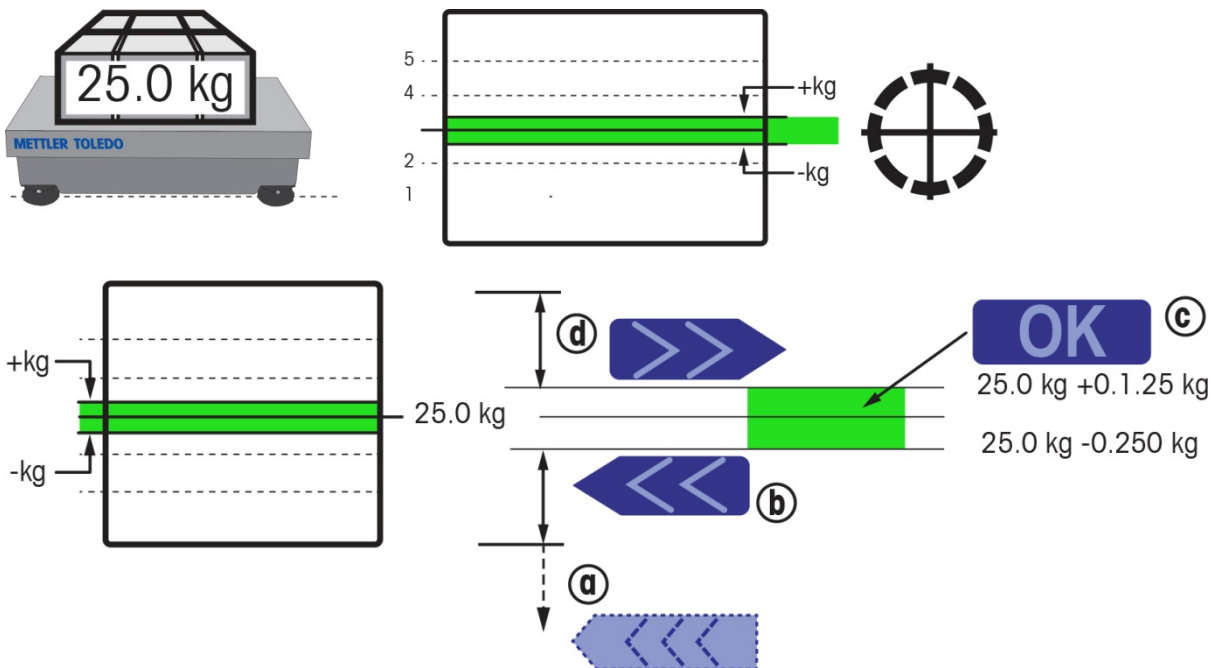 25.0 kg
METTLER TOLEDO
5
4
2
1
+kg
-kg
+kg
-kg
25.0 kg
d
OK
c
25.0 kg +0.1.25 kg
25.0 kg -0.250 kg
b
a